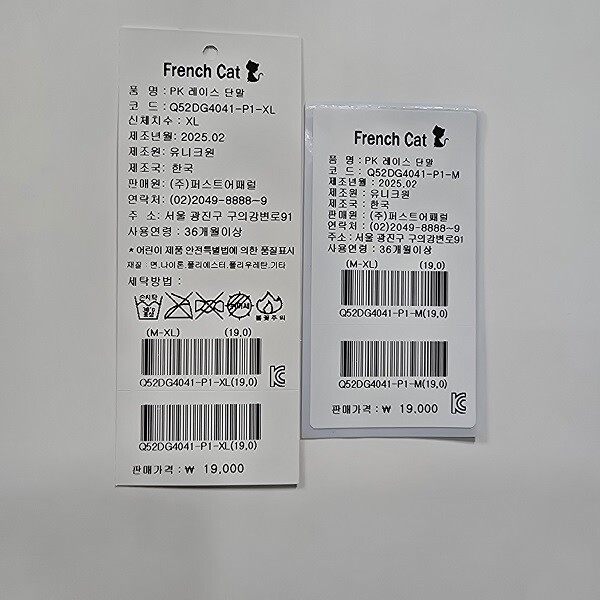 French Cat
품 명 : PK 레이스 단말
코 드 : Q52DG4041-P1-XL
신체치수 : XL
제조년월: 2025.02
제조원: 유니크원
제조국: 한국
판매원: (주)퍼스트어패럴
연락처: (02)2049-8888~9
주 소: 서울 광진구 구의강변로91
사용연령 : 36개월이상
*어린이 제품 안전특별법에 의한 품질표시
재질 : 면,나이론,폴리에스터,폴리우레탄,기타
세탁방법 :
손세탁
불꽃주의
(M-XL) (19,0)
Q52DG4041-P1-XL(19,0)
Q52DG4041-P1-XL(19,0)
판매가격 : ₩ 19,000
French Cat
품 명 : PK 레이스 단말
코 드 : Q52DG4041-P1-M
제조년월 : 2025.02
제조원 : 유니크원
제조국 : 한국
판매원 : (주)퍼스트어패럴
연락처 : (02)2049-8888~9
주소: 서울 광진구 구의강변로91
사용연령: 36개월이상
(M-XL) (19,0)
Q52DG4041-P1-M(19,0)
Q52DG4041-P1-M(19,0)
판매가격 : ₩ 19,000